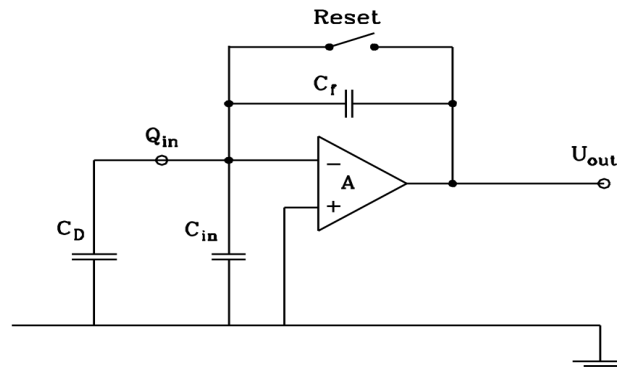 Reset
C_f
Q_in
U_out
−
A
+
C_D
C_in